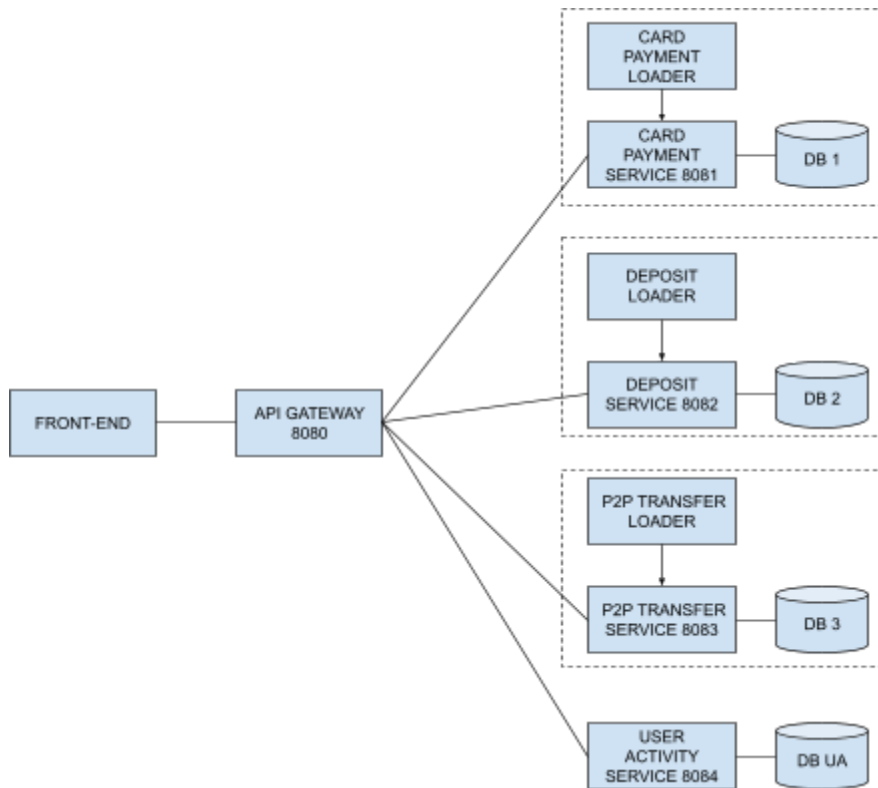 CARD
PAYMENT
LOADER
CARD
PAYMENT
SERVICE 8081
DB 1
DEPOSIT
LOADER
DEPOSIT
SERVICE 8082
DB 2
FRONT-END
API GATEWAY
8080
P2P TRANSFER
LOADER
P2P TRANSFER
SERVICE 8083
DB 3
USER
ACTIVITY
SERVICE 8084
DB UA